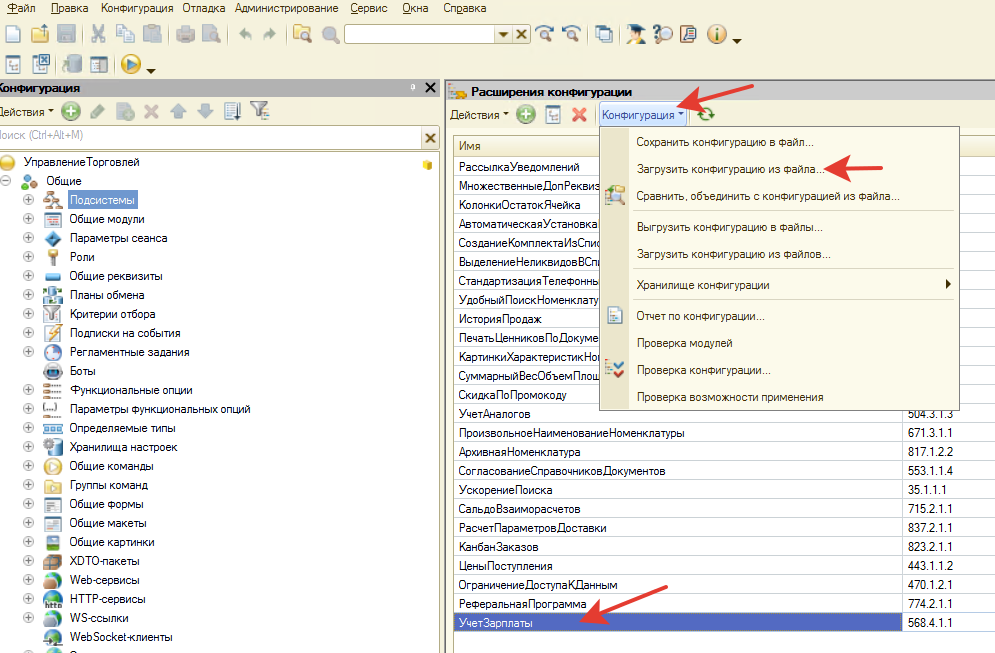 Файл Правка Конфигурация Отладка Администрирование Сервис Окна Справка
Конфигурация
Действия
поиск (Ctrl+Alt+M)
УправлениеТорговлей
Общие
Подсистемы
Общие модули
Параметры сеанса
Роли
Общие реквизиты
Планы обмена
Критерии отбора
Подписки на события
Регламентные задания
Боты
Функциональные опции
Параметры функциональных опций
Определяемые типы
Хранилища настроек
Общие команды
Группы команд
Общие формы
Общие макеты
Общие картинки
XDTO-пакеты
Web-сервисы
HTTP-сервисы
WS-ссылки
WebSocket-клиенты
Расширения конфигурации
Действия Конфигурация
Сохранить конфигурацию в файл...
Загрузить конфигурацию из файла...
Сравнить, объединить с конфигурацией из файла...
Выгрузить конфигурацию в файлы...
Загрузить конфигурацию из файлов...
Хранилище конфигурации
Отчет по конфигурации...
Проверка модулей
Проверка конфигурации...
Проверка возможности применения
Имя
РассылкаУведомлений
МножественныеДопРеквиз
КолонкиОстатокЯчейка
АвтоматическаяУстановка
СозданиеКомплектаИзСпис
ВыделениеНеликвидовВСпи
СтандартизацияТелефонны
УдобныйПоискНоменклату
ИсторияПродаж
ПечатьЦенниковПоДокуме
КартинкиХарактеристикНо
СуммарныйВесОбъемПлощ
СкидкаПоПромокоду
УчетАналогов 504.3.1.3
ПроизвольноеНаименованиеНоменклатуры 671.3.1.1
АрхивнаяНоменклатура 817.1.2.2
СогласованиеСправочниковДокументов 553.1.1.4
УскорениеПоиска 35.1.1.1
СальдоВзаиморасчетов 715.2.1.1
РасчетПараметровДоставки 837.2.1.1
КанбанЗаказов 823.2.1.1
ЦеныПоступления 443.1.1.2
ОграничениеДоступаКДанным 470.1.2.1
РеферальнаяПрограмма 774.2.1.1
УчетЗарплаты 568.4.1.1